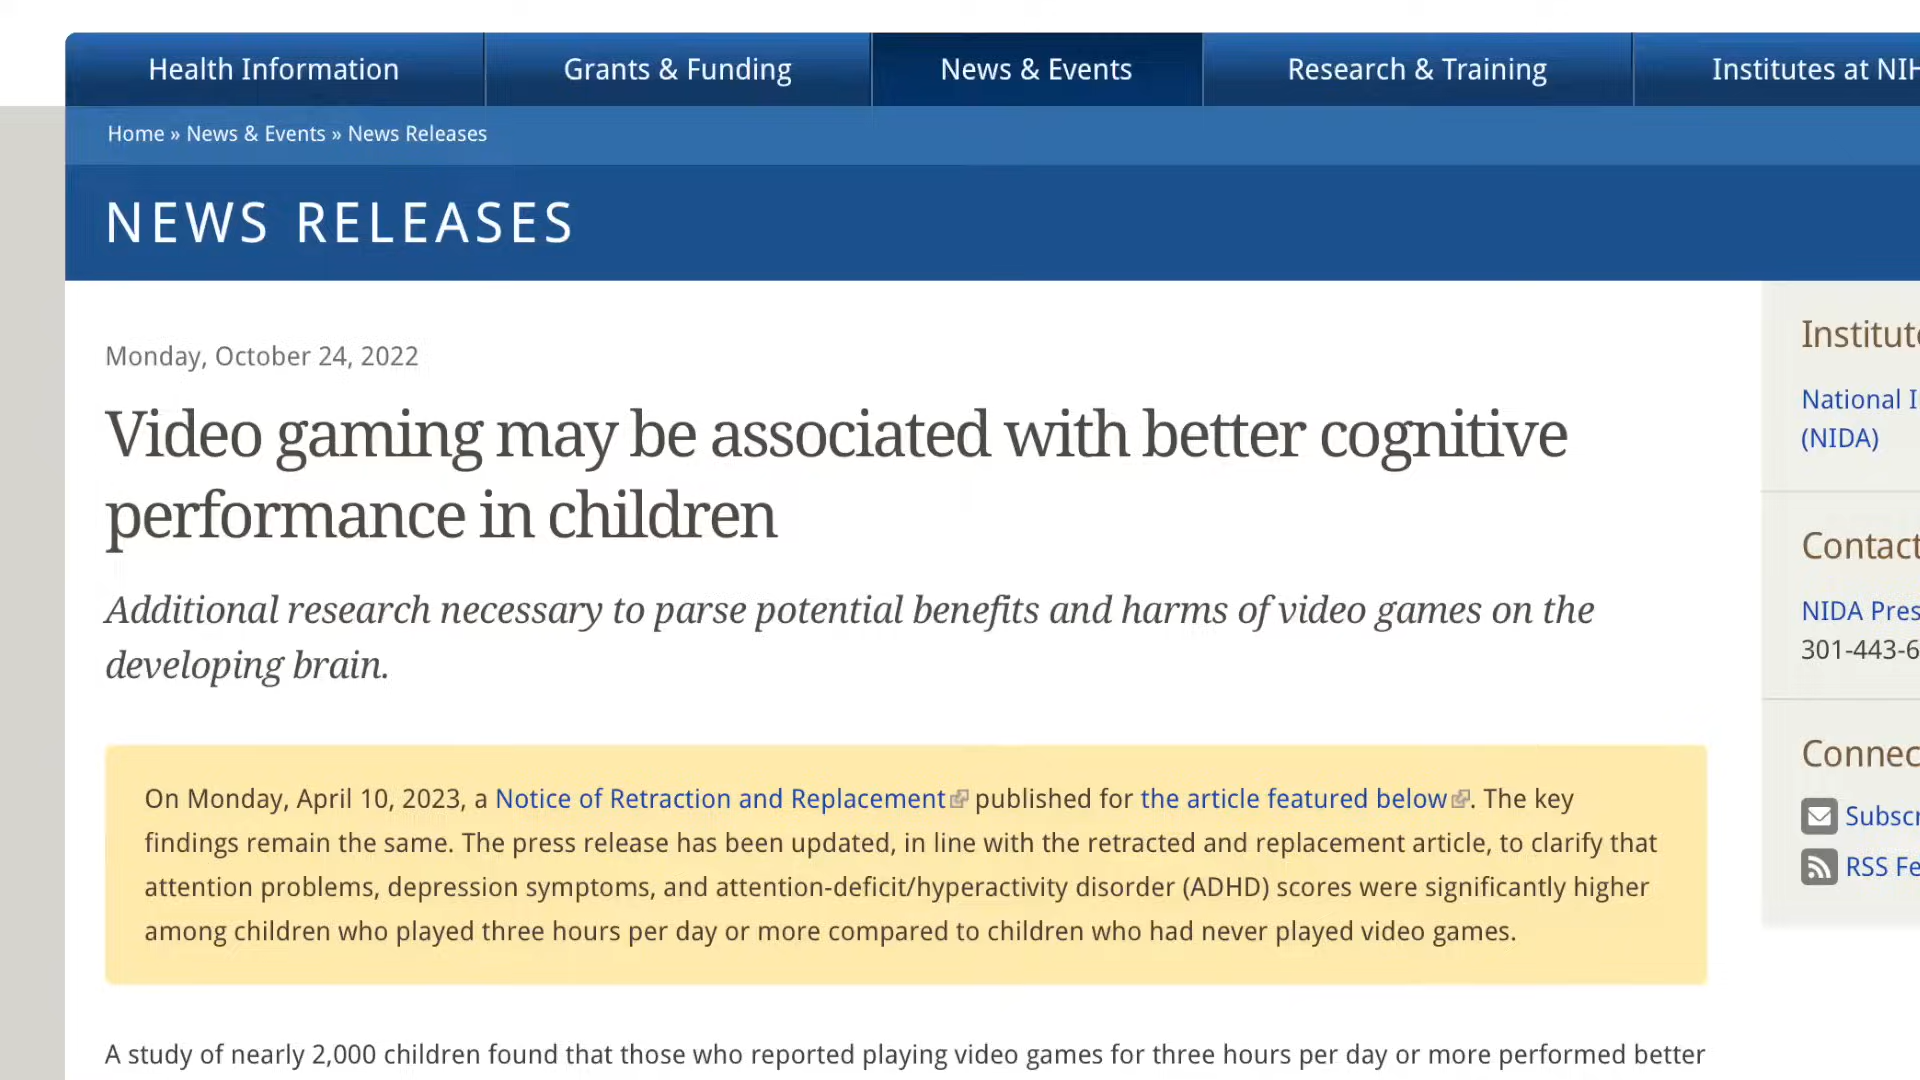 Health Information
Grants & Funding
News & Events
Research & Training
Institutes at NIH
Home » News & Events » News Releases
NEWS RELEASES
Monday, October 24, 2022
Video gaming may be associated with better cognitive
performance in children
Additional research necessary to parse potential benefits and harms of video games on the
developing brain.
On Monday, April 10, 2023, a Notice of Retraction and Replacement published for the article featured below. The key
findings remain the same. The press release has been updated, in line with the retracted and replacement article, to clarify that
attention problems, depression symptoms, and attention-deficit/hyperactivity disorder (ADHD) scores were significantly higher
among children who played three hours per day or more compared to children who had never played video games.
A study of nearly 2,000 children found that those who reported playing video games for three hours per day or more performed better
National
(NIDA)
NIDA
301-443-6
RSS